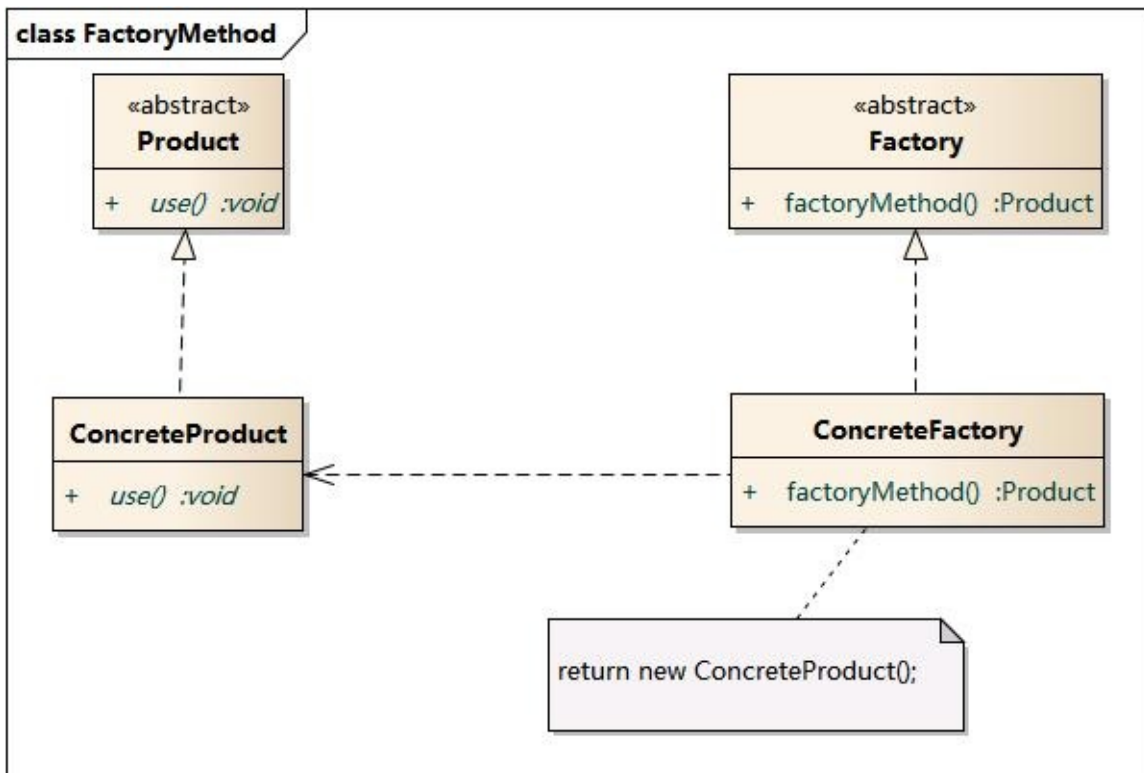 class FactoryMethod
«abstract»
Product
+ use() :void
«abstract»
Factory
+ factoryMethod() :Product
ConcreteProduct
+ use() :void
ConcreteFactory
+ factoryMethod() :Product
return new ConcreteProduct();